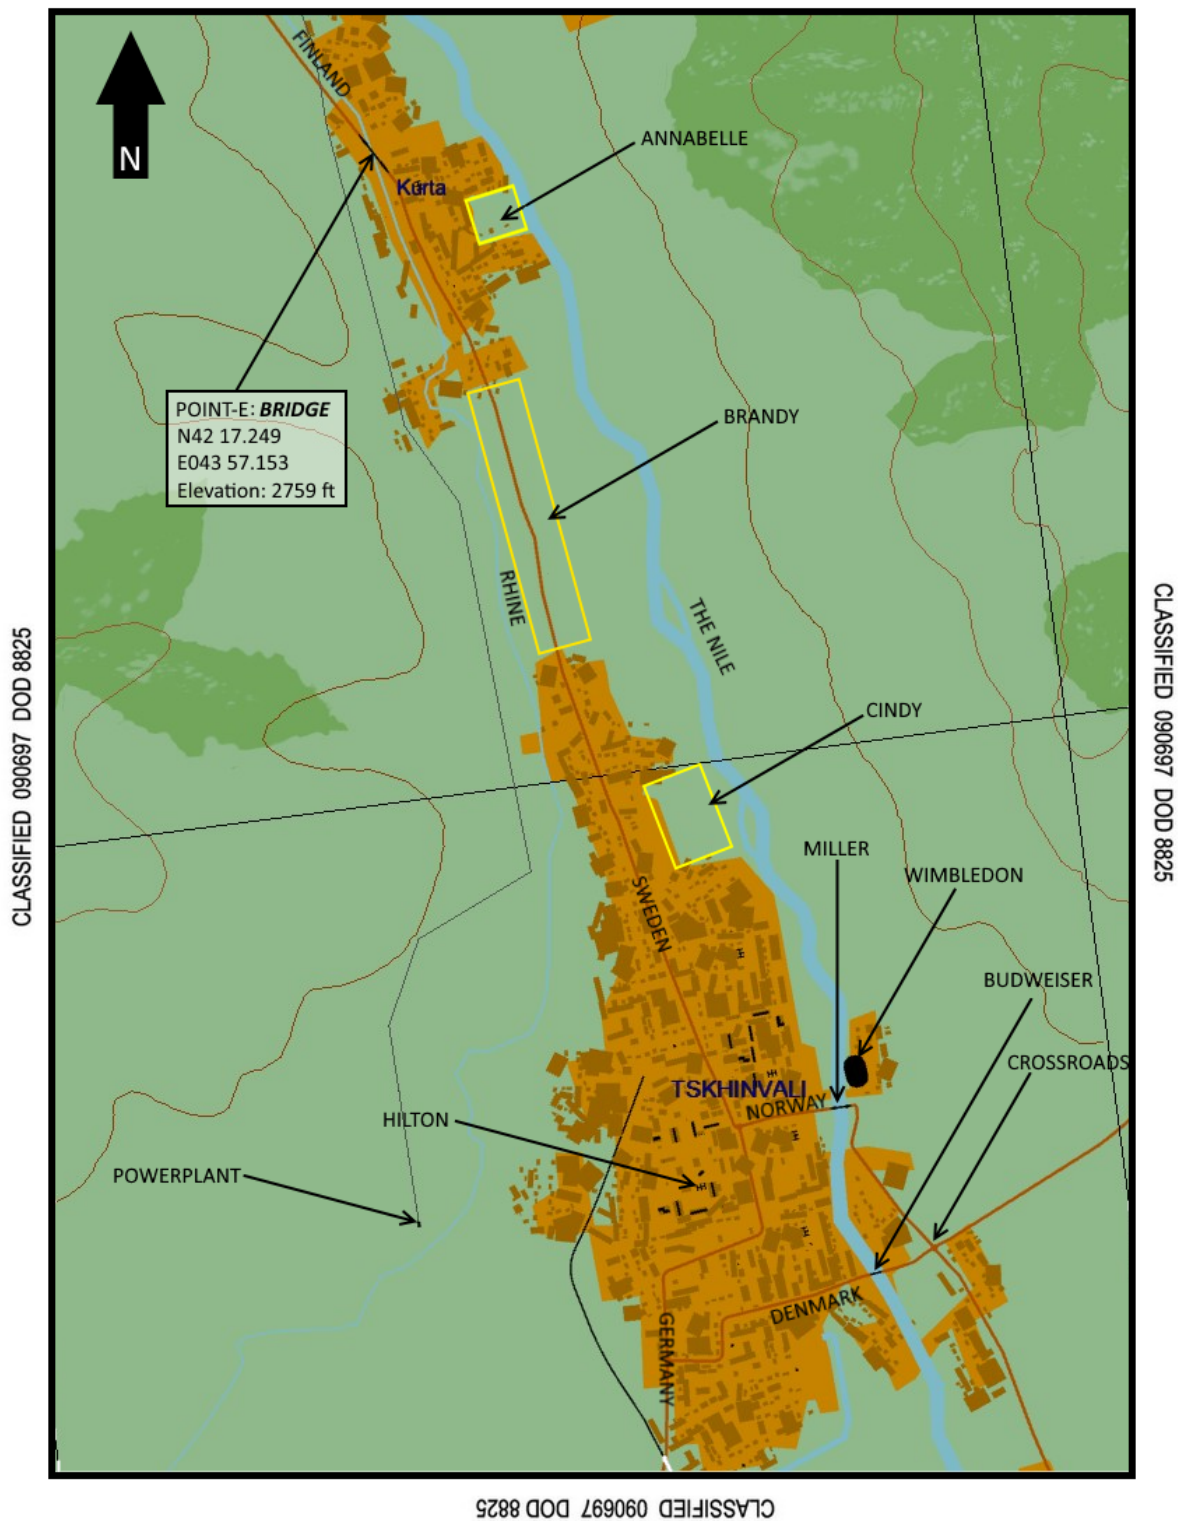 FINLAND
N
ANNABELLE
Kurta
POINT-E: BRIDGE
N42 17.249
E043 57.153
Elevation: 2759 ft
BRANDY
RHINE
THE NILE
CLASSIFIED 090697 DOD 8825
CLASSIFIED 090697 DOD 8825
CINDY
MILLER
WIMBLEDON
SWEDEN
BUDWEISER
CROSSROADS
TSKHINVALI
NORWAY
HILTON
POWERPLANT
DENMARK
GERMANY
CLASSIFIED 090697 DOD 8825